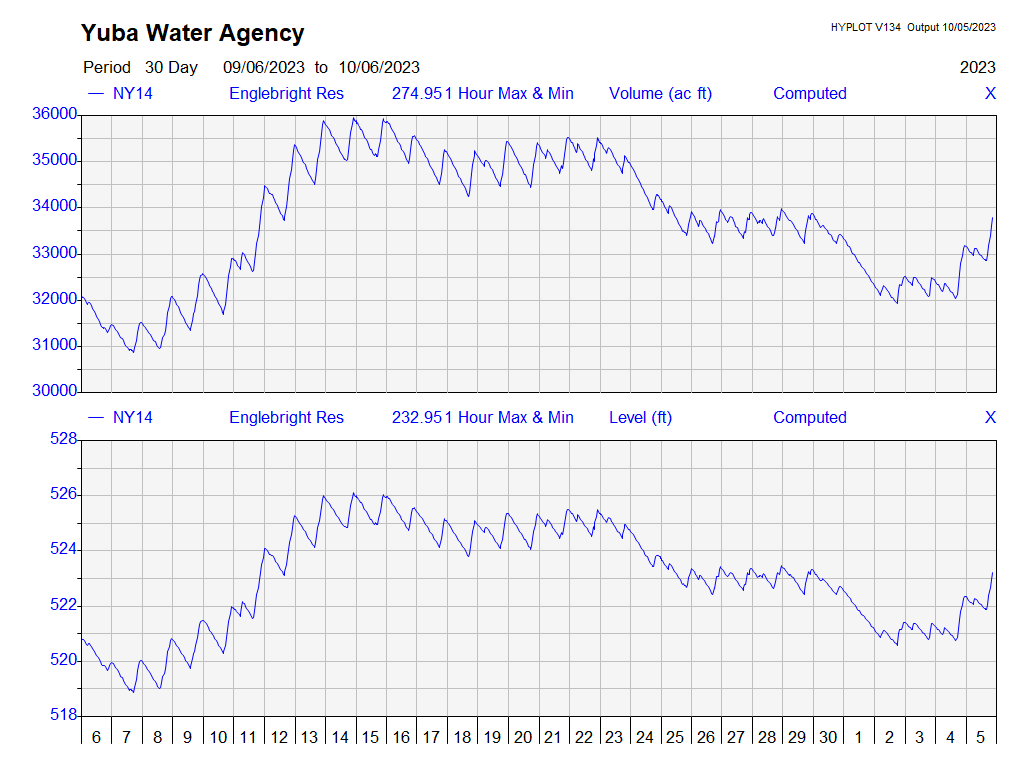 Yuba Water Agency
HYPLOT V134 Output 10/05/2023
Period 30 Day 09/06/2023 to 10/06/2023 2023
NY14 Englebright Res 274.951 Hour Max & Min Volume (ac ft) Computed X
36000
35000
34000
33000
32000
31000
30000
NY14 Englebright Res 232.951 Hour Max & Min Level (ft) Computed X
528
526
524
522
520
518
6 7 8 9 10 11 12 13 14 15 16 17 18 19 20 21 22 23 24 25 26 27 28 29 30 1 2 3 4 5